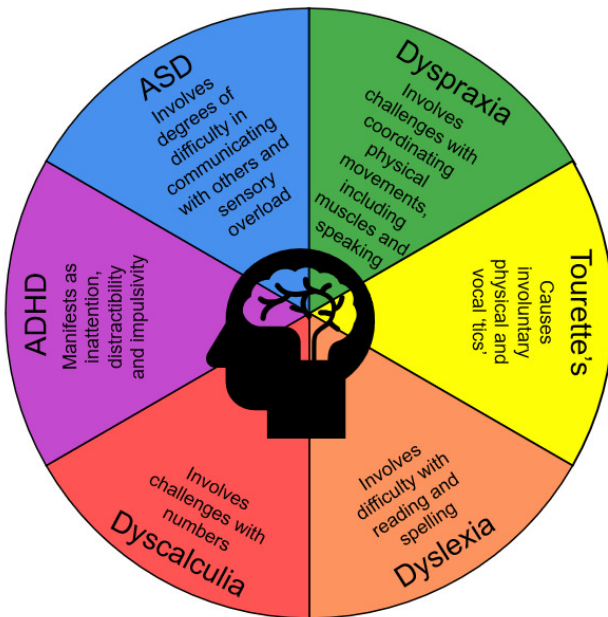 ASD
Involves
degrees of
difficulty in
communicating
with others and
sensory
overload
Dyspraxia
Involves
challenges with
coordinating
physical
movements,
including
muscles and
speaking
Tourette's
Causes
involuntary
physical and
vocal 'tics'
Involves
difficulty with
reading and
spelling
Dyslexia
Involves
challenges with
numbers
Dyscalculia
ADHD
Manifests as
inattention,
distractibility
and impulsivity